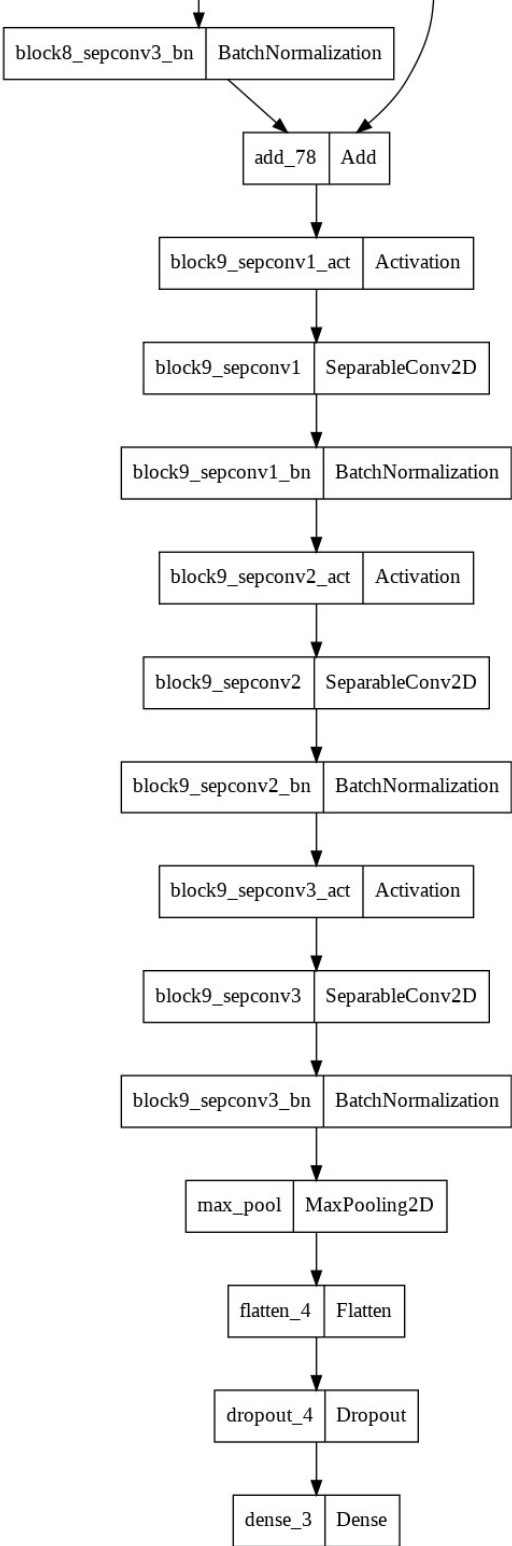 block8_sepconv3_bn BatchNormalization
add_78 Add
block9_sepconv1_act Activation
block9_sepconv1 SeparableConv2D
block9_sepconv1_bn BatchNormalization
block9_sepconv2_act Activation
block9_sepconv2 SeparableConv2D
block9_sepconv2_bn BatchNormalization
block9_sepconv3_act Activation
block9_sepconv3 SeparableConv2D
block9_sepconv3_bn BatchNormalization
max_pool MaxPooling2D
flatten_4 Flatten
dropout_4 Dropout
dense_3 Dense